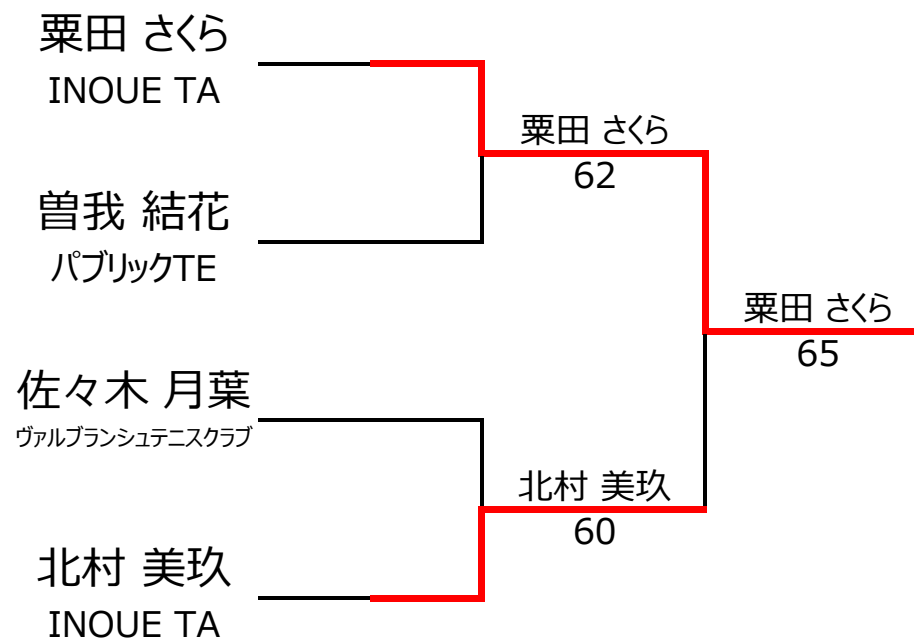 粟田 さくら
INOUE TA
粟田 さくら
62
曽我 結花
パブリックTE
粟田 さくら
65
佐々木 月葉
ヴァルブランシュテニスクラブ
北村 美玖
60
北村 美玖
INOUE TA